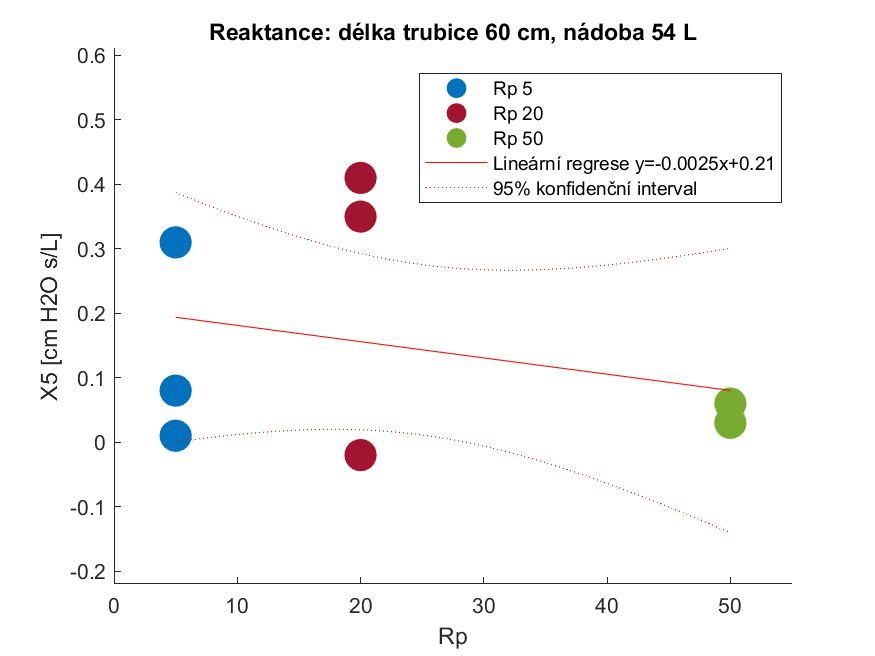 Reaktance: délka trubice 60 cm, nádoba 54 L
0.6
0.5
0.4
0.3
0.2
0.1
0
-0.1
-0.2
X5 [cm H2O s/L]
Rp 5
Rp 20
Rp 50
Lineární regrese y=-0.0025x+0.21
95% konfidenční interval
0 10 20 30 40 50
Rp